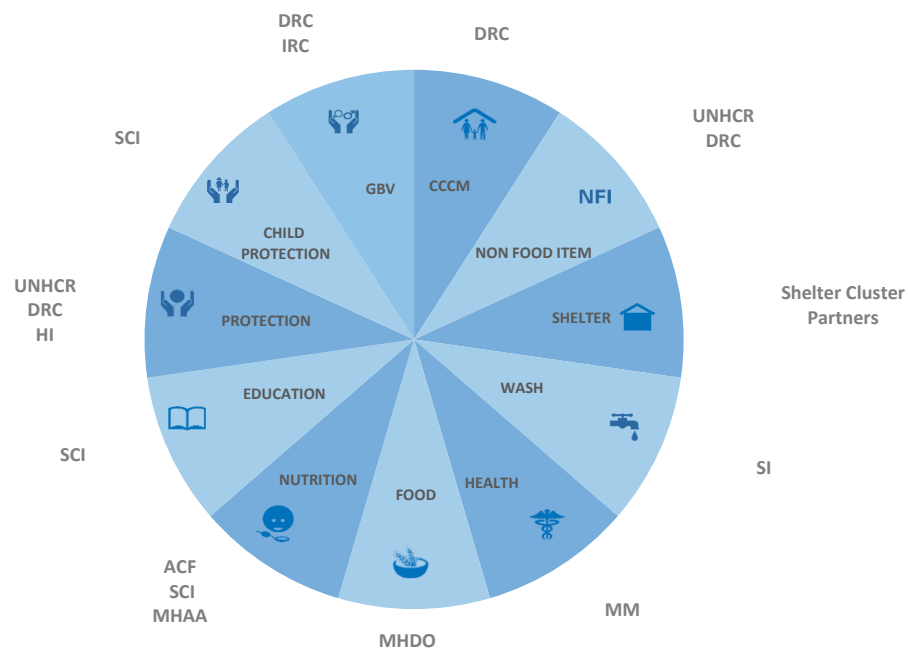 DRC
IRC
DRC
SCI
UNHCR
DRC
GBV
CCCM
NFI
CHILD
PROTECTION
NON FOOD ITEM
UNHCR
DRC
HI
PROTECTION
SHELTER
Shelter Cluster
Partners
EDUCATION
WASH
SCI
SI
NUTRITION
FOOD
HEALTH
ACF
SCI
MHAA
MHDO
MM